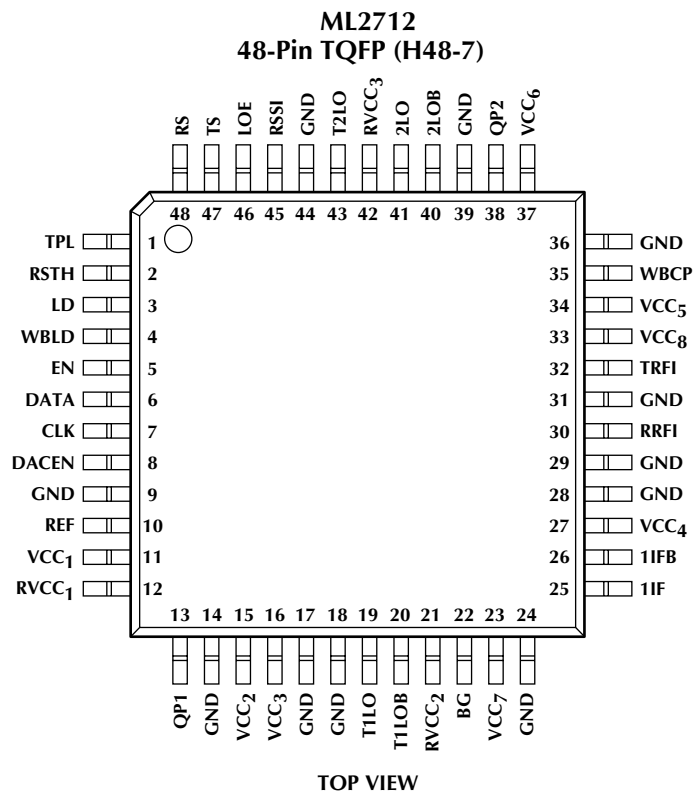 ML2712
48-Pin TQFP (H48-7)
RS TS LOE RSSI GND T2LO RVCC3 2LO 2LOB GND QP2 VCC6
48 47 46 45 44 43 42 41 40 39 38 37
TPL 1 36 GND
RSTH 2 35 WBCP
LD 3 34 VCC5
WBLD 4 33 VCC8
EN 5 32 TRFI
DATA 6 31 GND
CLK 7 30 RRFI
DACEN 8 29 GND
GND 9 28 GND
REF 10 27 VCC4
VCC1 11 26 1IFB
RVCC1 12 25 1IF
13 14 15 16 17 18 19 20 21 22 23 24
QP1 GND VCC2 VCC3 GND GND T1LO T1LOB RVCC2 BG VCC7 GND
TOP VIEW